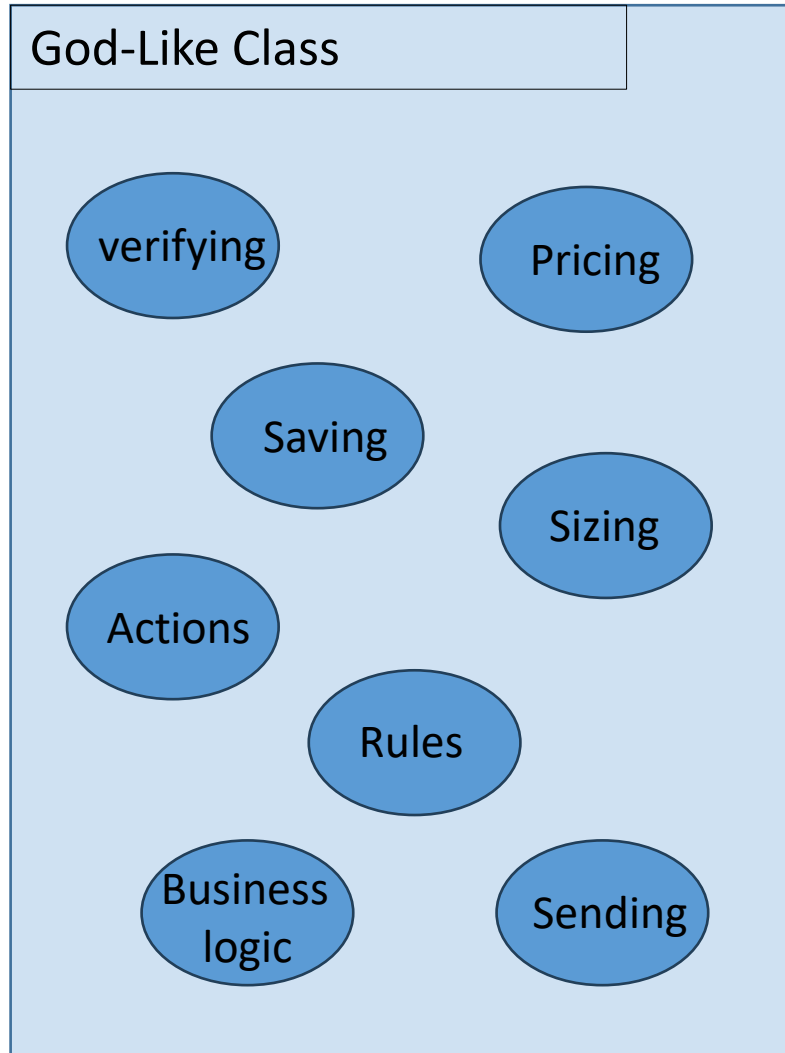 God-Like Class
verifying
Pricing
Saving
Sizing
Actions
Rules
Business
logic
Sending